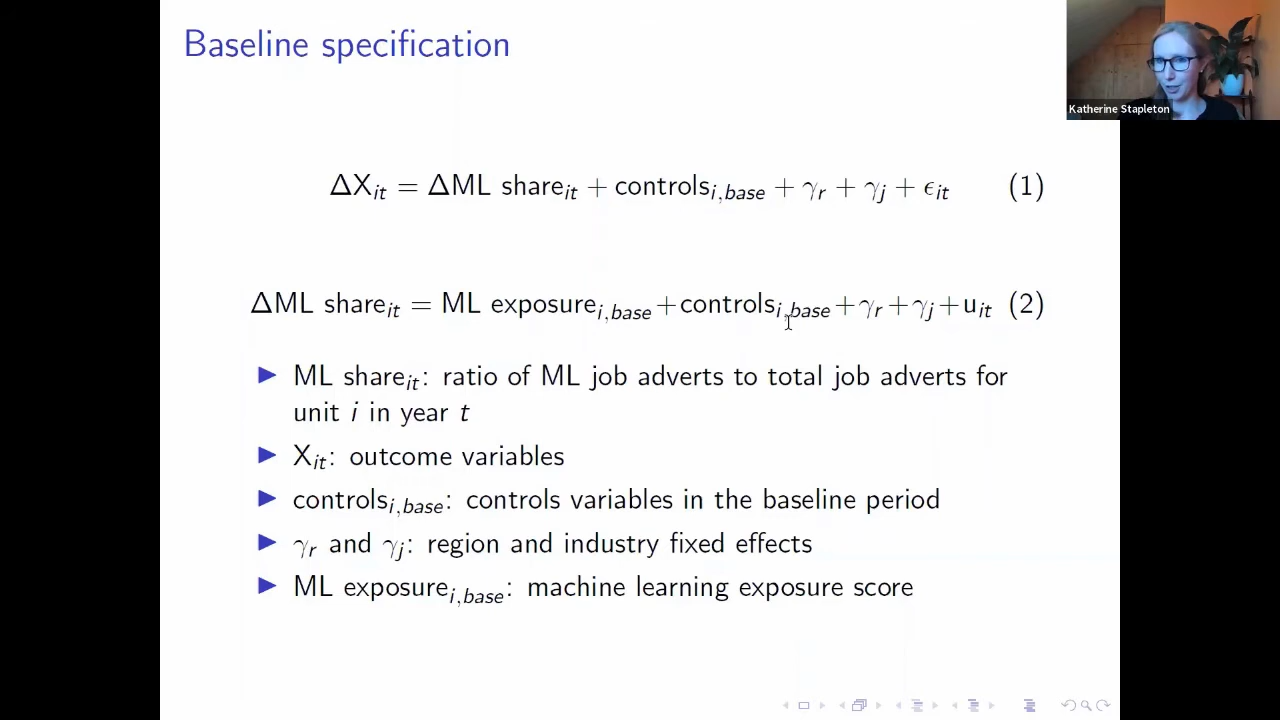 Baseline specification
Katherine Stapleton
ΔX_it = ΔML share_it + controls_i,base + γ_r + γ_j + ϵ_it (1)
ΔML share_it = ML exposure_i,base + controls_i,base + γ_r + γ_j + u_it (2)
▶ ML share_it: ratio of ML job adverts to total job adverts for
unit i in year t
▶ X_it: outcome variables
▶ controls_i,base: controls variables in the baseline period
▶ γ_r and γ_j: region and industry fixed effects
▶ ML exposure_i,base: machine learning exposure score